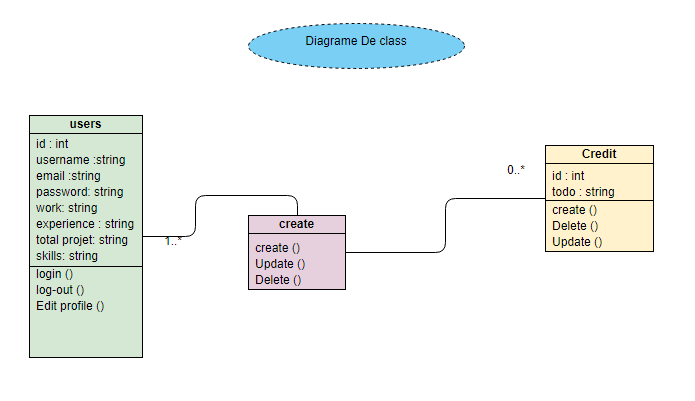 Diagrame De class
users
id : int
username :string
email :string
password: string
work: string
experience : string
total projet: string
skills: string
login ()
log-out ()
Edit profile ()
1..*
create
create ()
Update ()
Delete ()
0..*
Credit
id : int
todo : string
create ()
Delete ()
Update ()